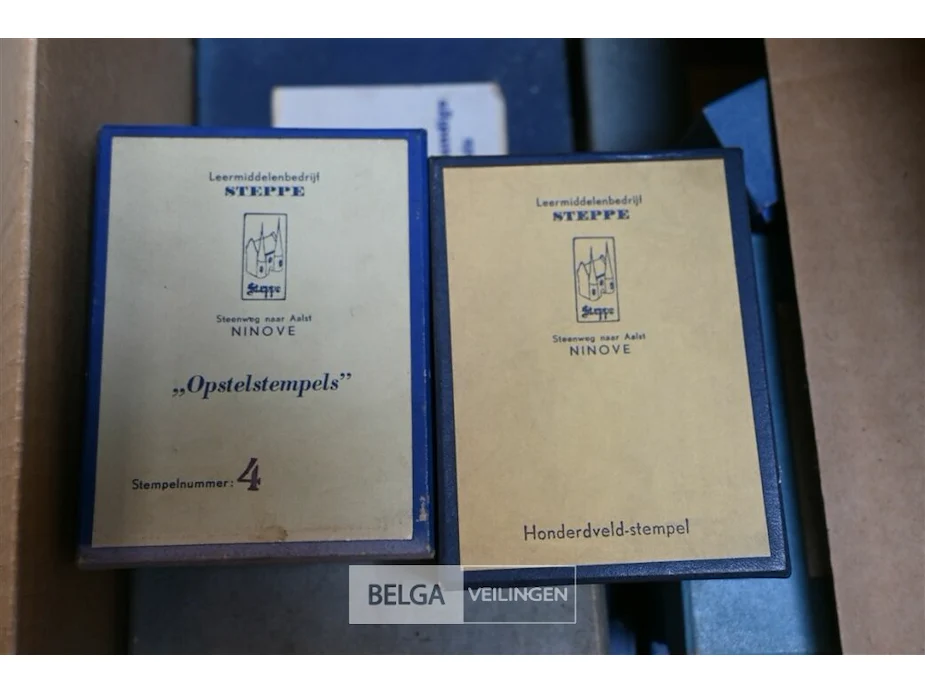 Leermiddelenbedrijf
STEPPE
Steppe
Steenweg naar Aalst
NINOVE
„Opstelstempels”
Stempelnummer: 4
Leermiddelenbedrijf
STEPPE
Steppe
Steenweg naar Aalst
NINOVE
Honderdveld-stempel
BELGA VEILINGEN